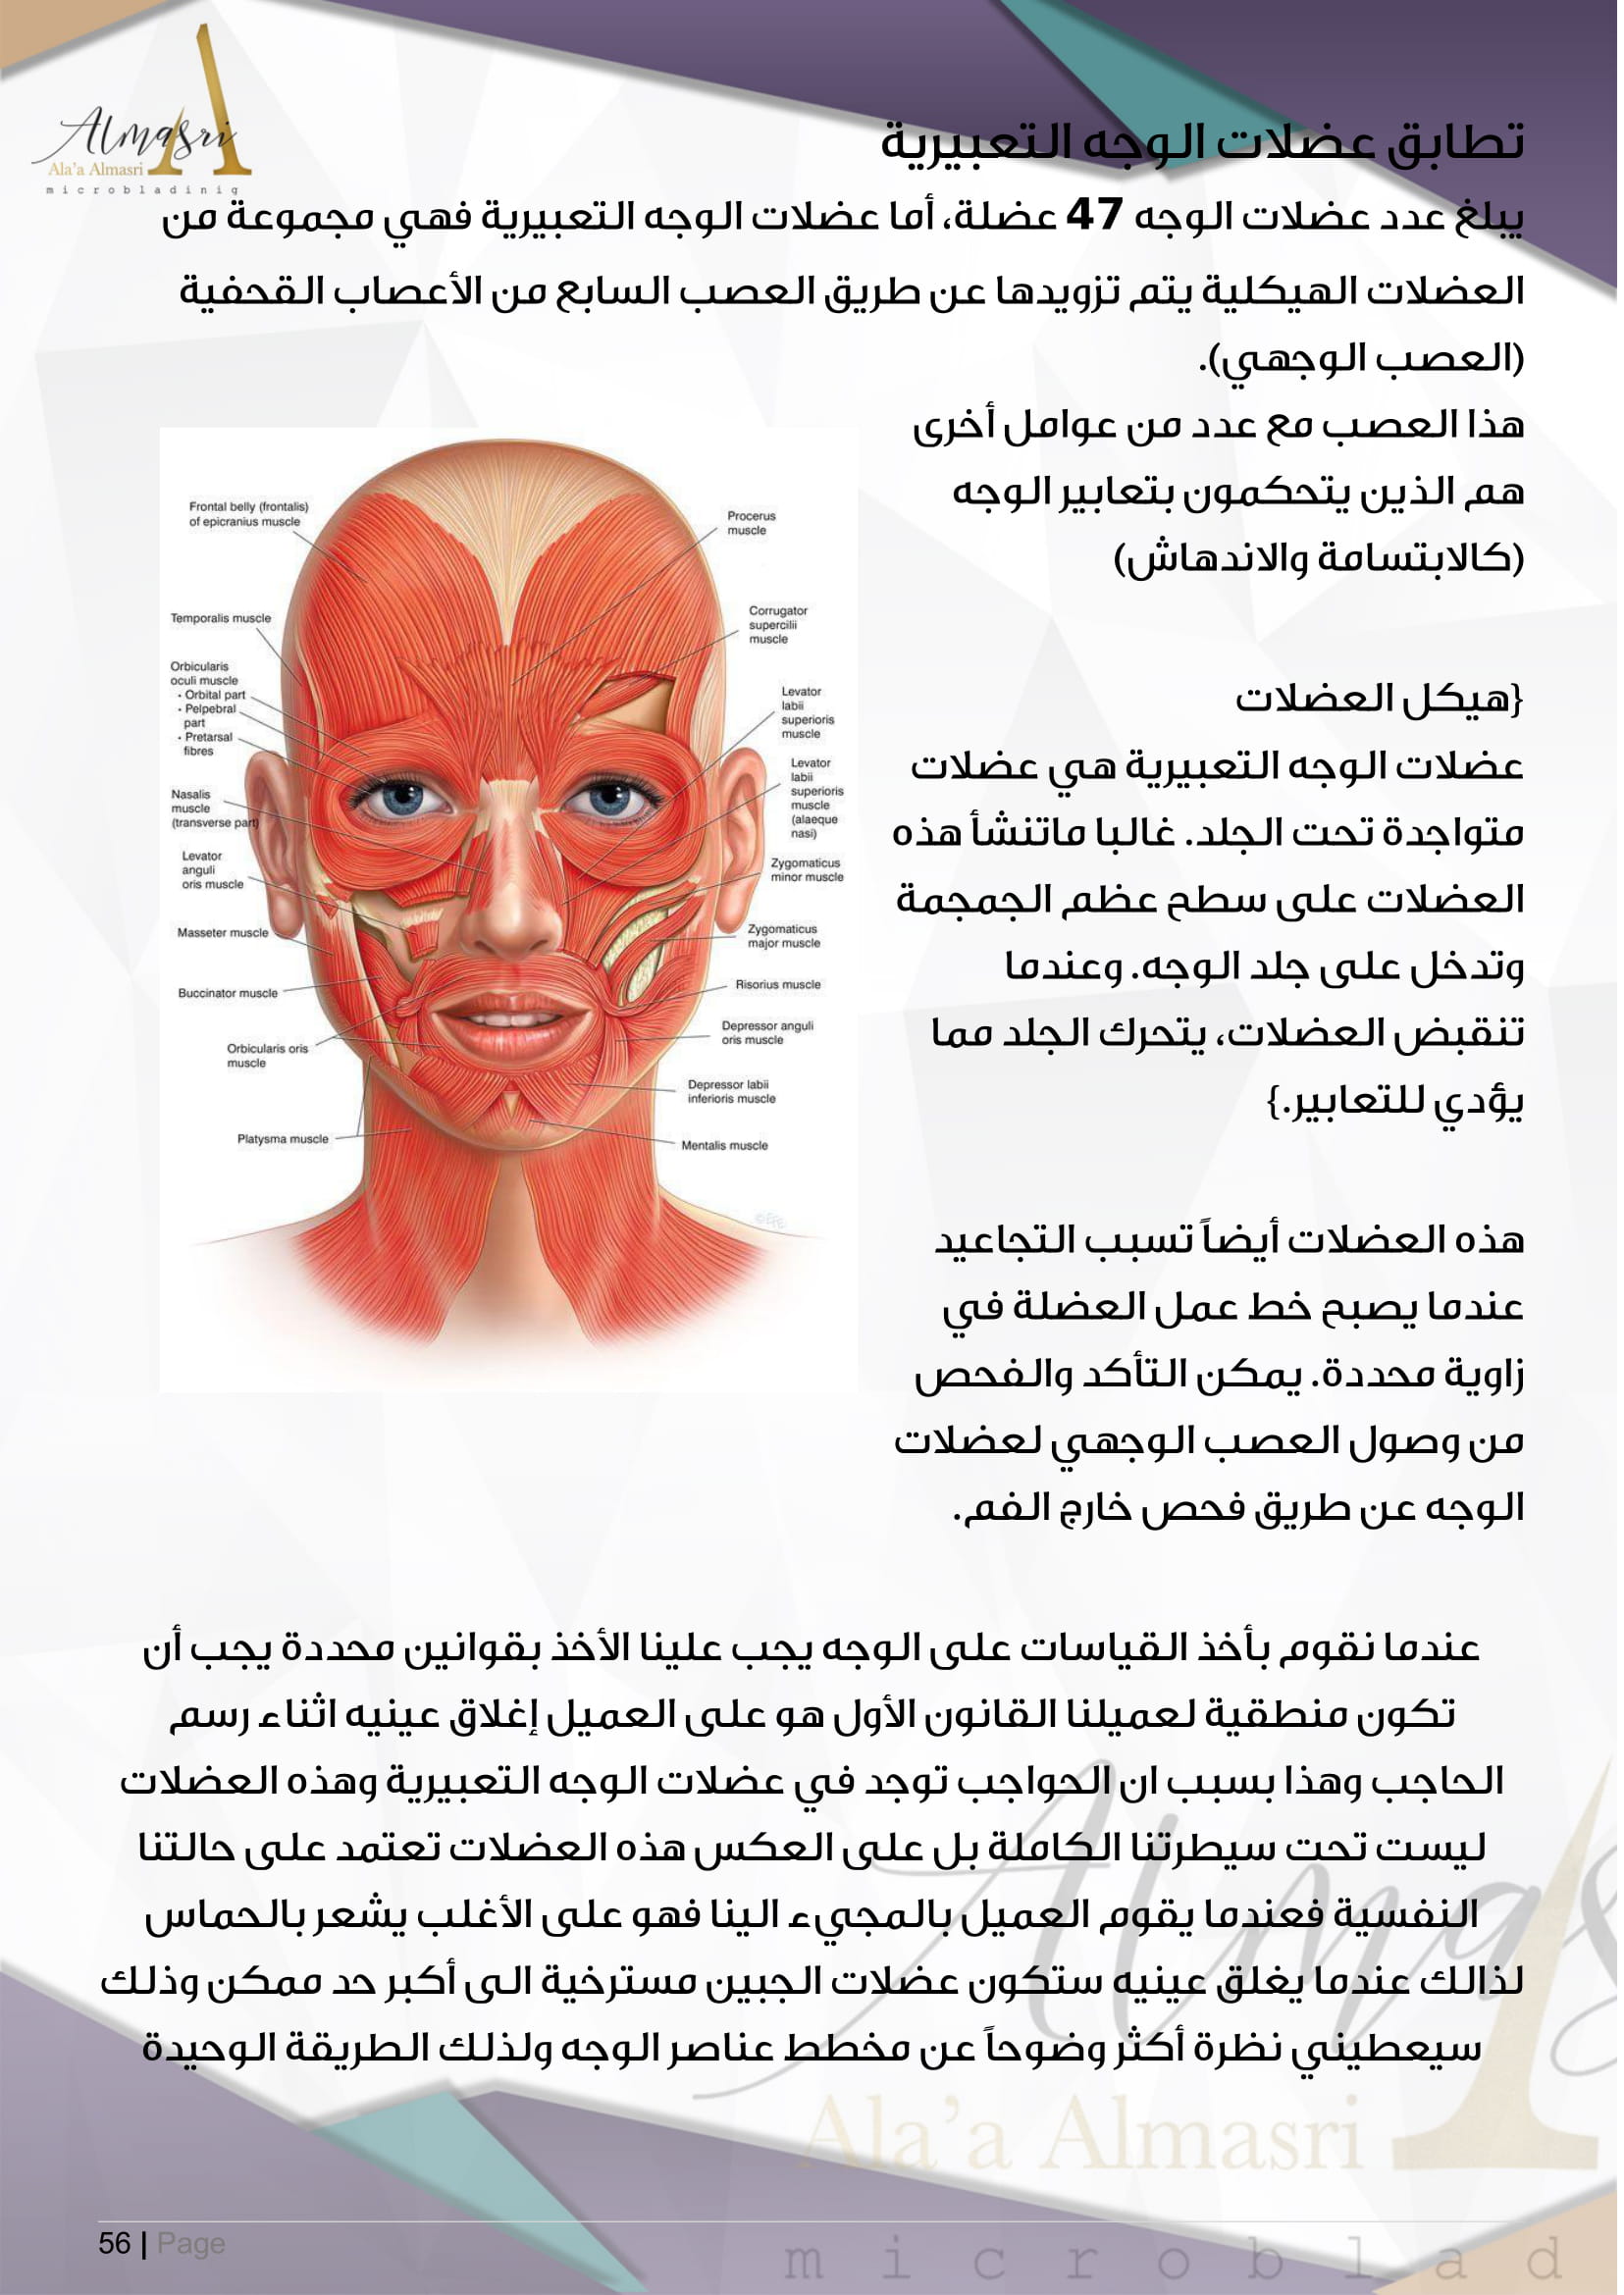 Almasri
Ala'a Almasri
microbladinig
تطابق عضلات الوجه التعبيرية
يبلغ عدد عضلات الوجه 47 عضلة، أما عضلات الوجه التعبيرية فهي مجموعة من
العضلات الهيكلية يتم تزويدها عن طريق العصب السابع من الأعصاب القحفية
(العصب الوجهي).
هذا العصب مع عدد من عوامل أخرى
هم الذين يتحكمون بتعابير الوجه
(كالابتسامة والاندهاش)
{هيكل العضلات
عضلات الوجه التعبيرية هي عضلات
متواجدة تحت الجلد. غالبا ماتنشأ هذه
العضلات على سطح عظم الجمجمة
وتدخل على جلد الوجه. وعندما
تنقبض العضلات، يتحرك الجلد مما
يؤدي للتعابير.}
هذه العضلات أيضاً تسبب التجاعيد
عندما يصبح خط عمل العضلة في
زاوية محددة. يمكن التأكد والفحص
من وصول العصب الوجهي لعضلات
الوجه عن طريق فحص خارج الفم.
Frontal belly (frontalis)
of epicranius muscle
Temporalis muscle
Orbicularis
oculi muscle
• Orbital part
• Pelpebral
part
• Pretarsal
fibres
Nasalis
muscle
(transverse part)
Levator
anguli
oris muscle
Masseter muscle
Buccinator muscle
Orbicularis oris
muscle
Platysma muscle
Procerus
muscle
Corrugator
supercilii
muscle
Levator
labii
superioris
muscle
Levator
labii
superioris
muscle
(alaeque
nasi)
Zygomaticus
minor muscle
Zygomaticus
major muscle
Risorius muscle
Depressor anguli
oris muscle
Depressor labii
inferioris muscle
Mentalis muscle
عندما نقوم بأخذ القياسات على الوجه يجب علينا الأخذ بقوانين محددة يجب أن
تكون منطقية لعميلنا القانون الأول هو على العميل إغلاق عينيه اثناء رسم
الحاجب وهذا بسبب ان الحواجب توجد في عضلات الوجه التعبيرية وهذه العضلات
ليست تحت سيطرتنا الكاملة بل على العكس هذه العضلات تعتمد على حالتنا
النفسية فعندما يقوم العميل بالمجيء الينا فهو على الأغلب يشعر بالحماس
لذالك عندما يغلق عينيه ستكون عضلات الجبين مسترخية الى أكبر حد ممكن وذلك
سيعطيني نظرة أكثر وضوحاً عن مخطط عناصر الوجه ولذلك الطريقة الوحيدة
Almas
Ala'a Almasri
microblad
56 | Page